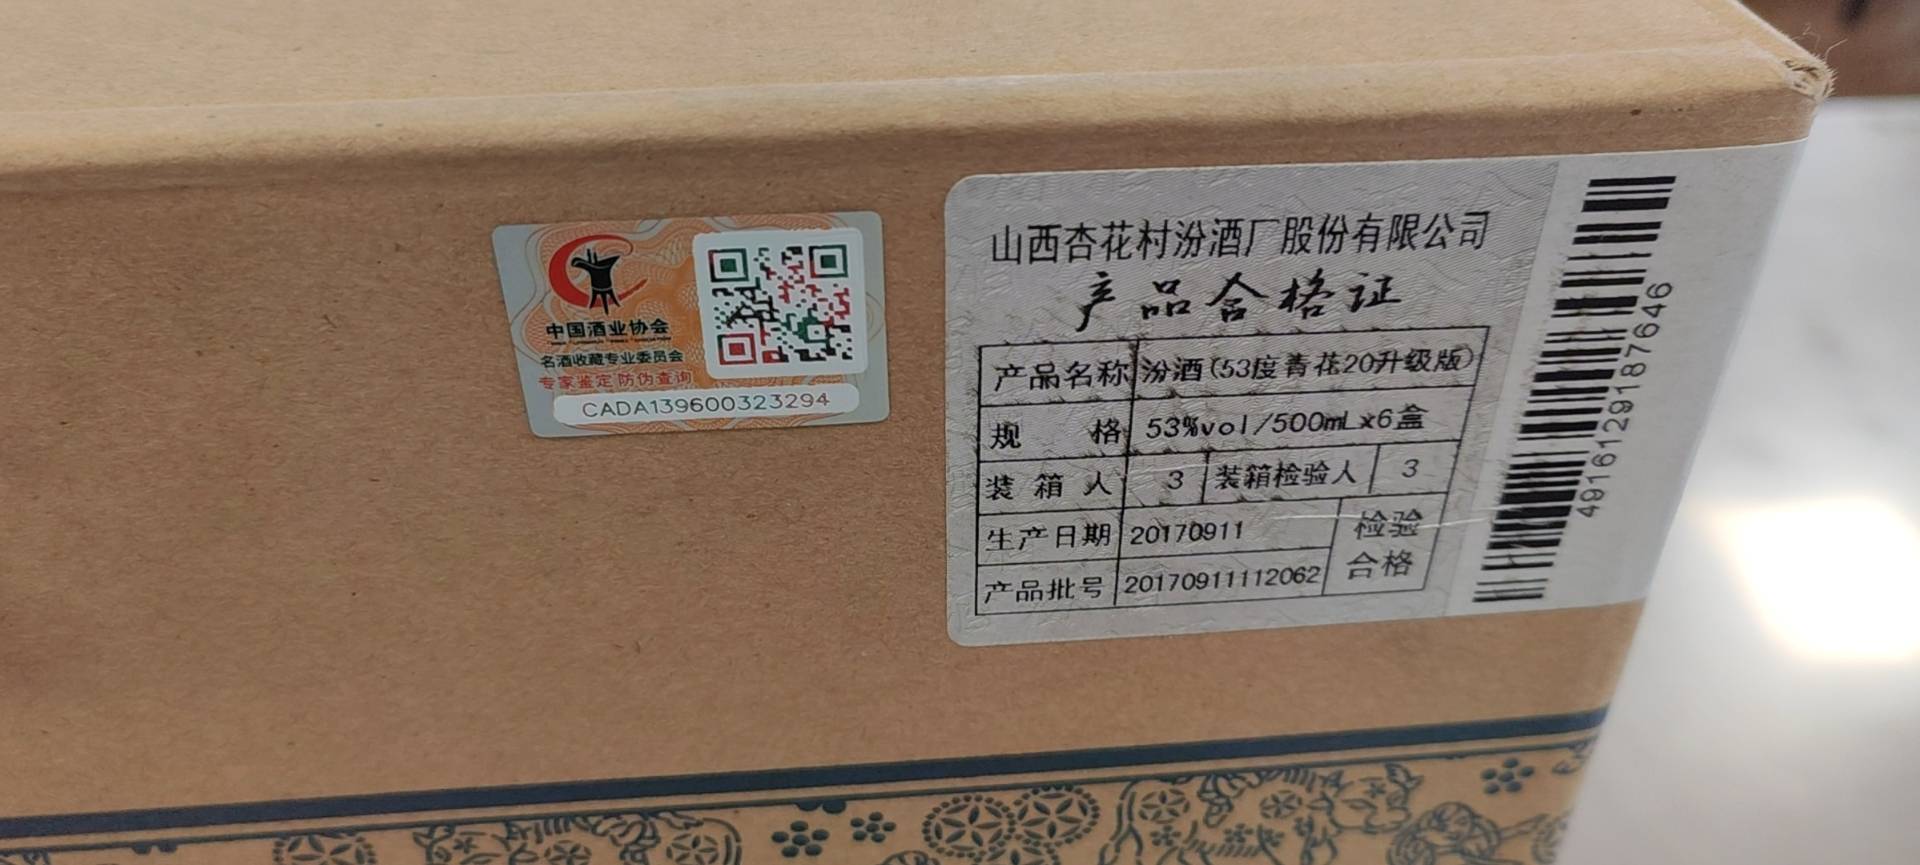 中国酒业协会
名酒收藏专业委员会
专家鉴定 防伪查询
CADA139600323294
山西杏花村汾酒厂股份有限公司
产品合格证
产品名称 汾酒(53度青花20升级版)
规 格 53%vol/500mLx6盒
装箱人 3 装箱检验人 3
生产日期 20170911 检验
产品批号 20170911112062 合格
4916129187646